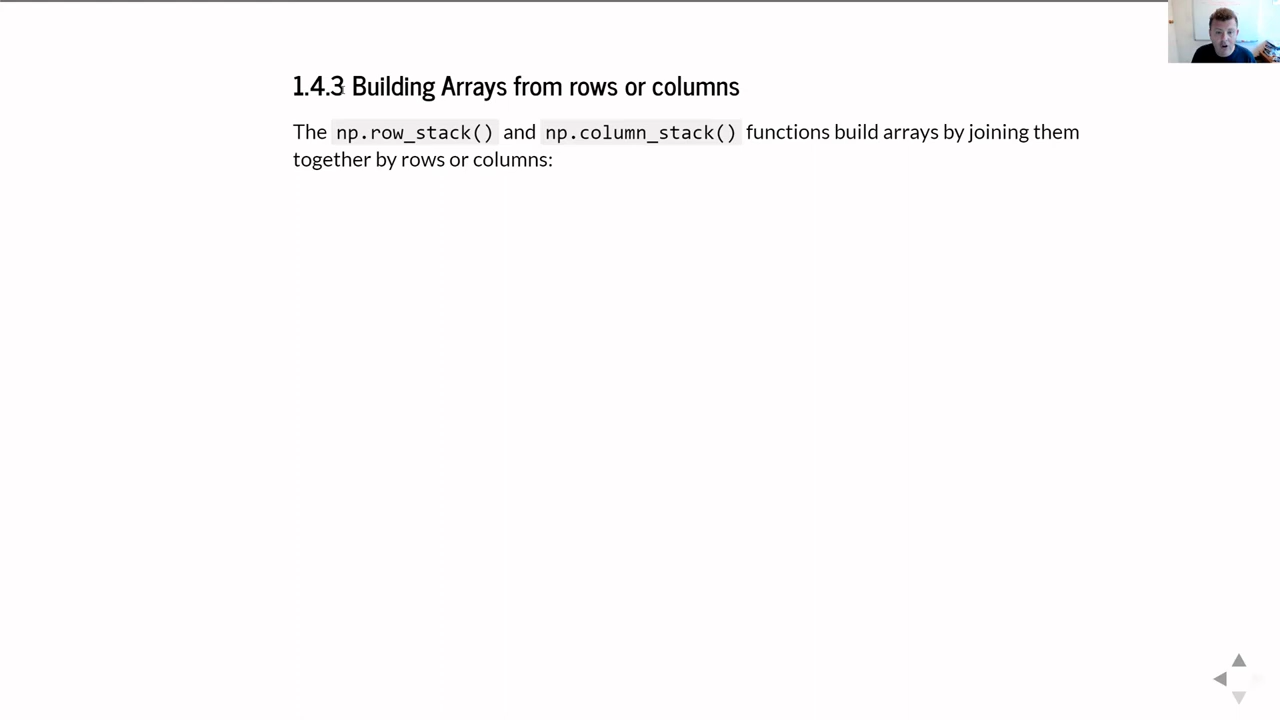 1.4.3 Building Arrays from rows or columns
The np.row_stack() and np.column_stack() functions build arrays by joining them
together by rows or columns: